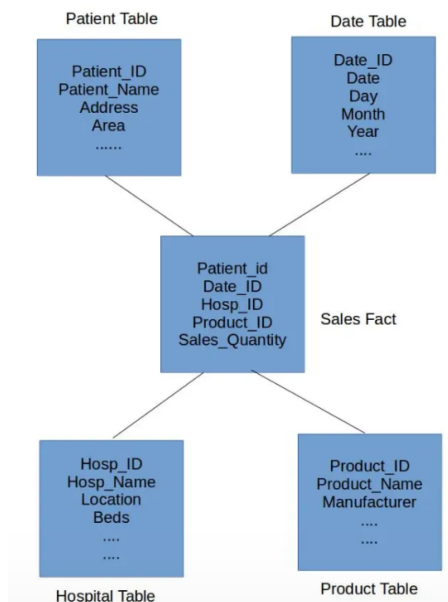 Patient Table
Date Table
Patient_ID
Patient_Name
Address
Area
......
Date_ID
Date
Day
Month
Year
....
Patient_id
Date_ID
Hosp_ID
Product_ID
Sales_Quantity
Sales Fact
Hosp_ID
Hosp_Name
Location
Beds
....
....
Product_ID
Product_Name
Manufacturer
....
....
Hospital Table
Product Table